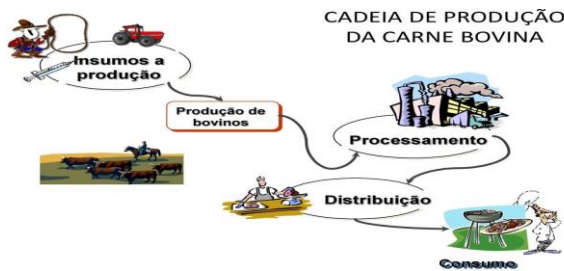 CADEIA DE PRODUÇÃO
DA CARNE BOVINA
Insumos a
produção
Produção de
bovinos
Processamento
Distribuição
Consumo